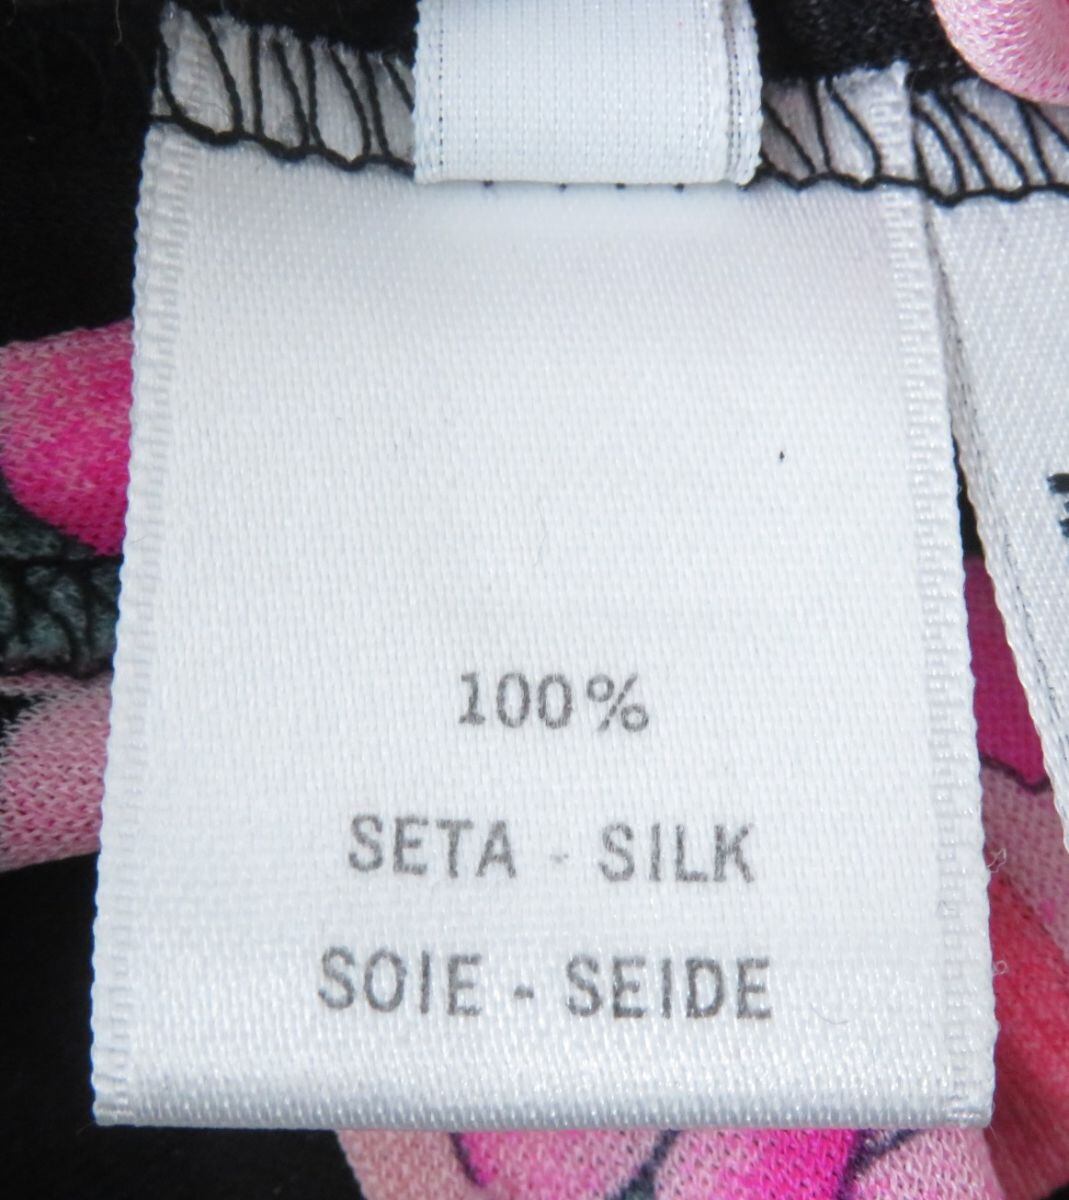 100%
SETA - SILK
SOIE - SEIDE